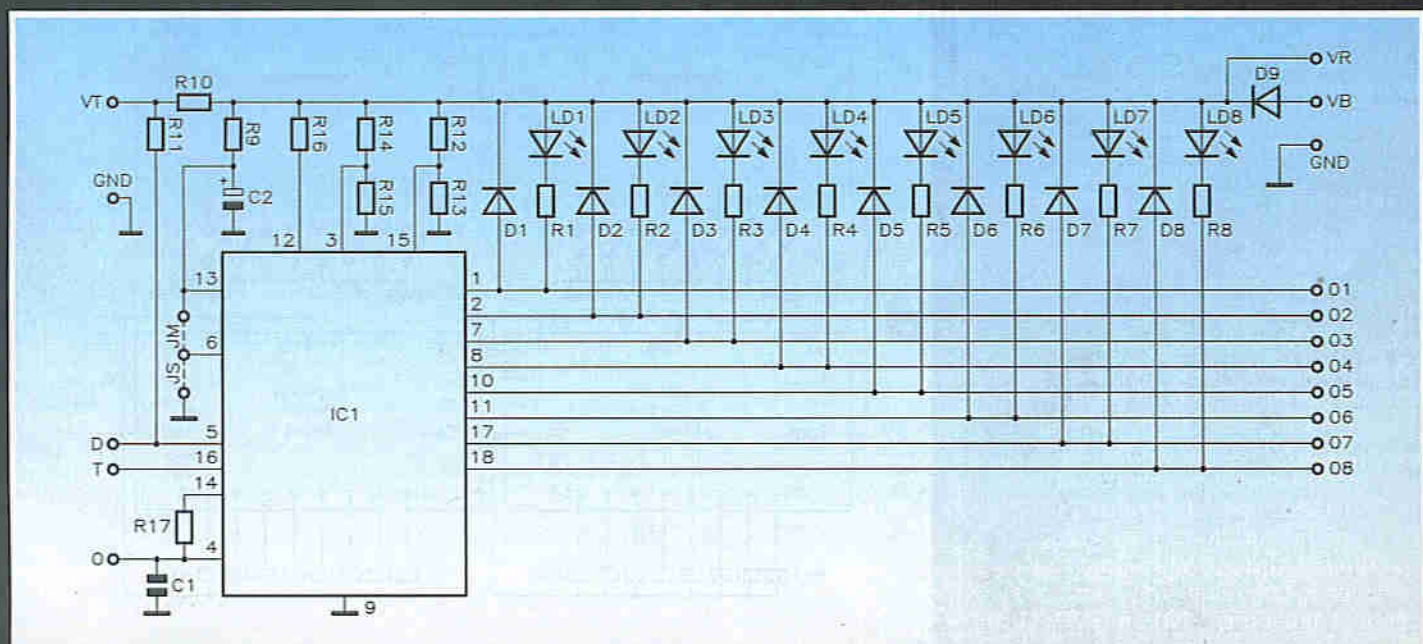 VR
D9
R10
VT
VB
LD1 LD2 LD3 LD4 LD5 LD6 LD7 LD8
R11 R9 R16 R14 R12
GND
GND
+
C2 R15 R13
D1 R1 D2 R2 D3 R3 D4 R4 D5 R5 D6 R6 D7 R7 D8 R8
12 3 15
13 1 01
2 02
JM
7 03
6
8 04
JS
10 05
IC1
11 06
D 5 17 07
T 16 18 08
14
R17
0 4
C1
9